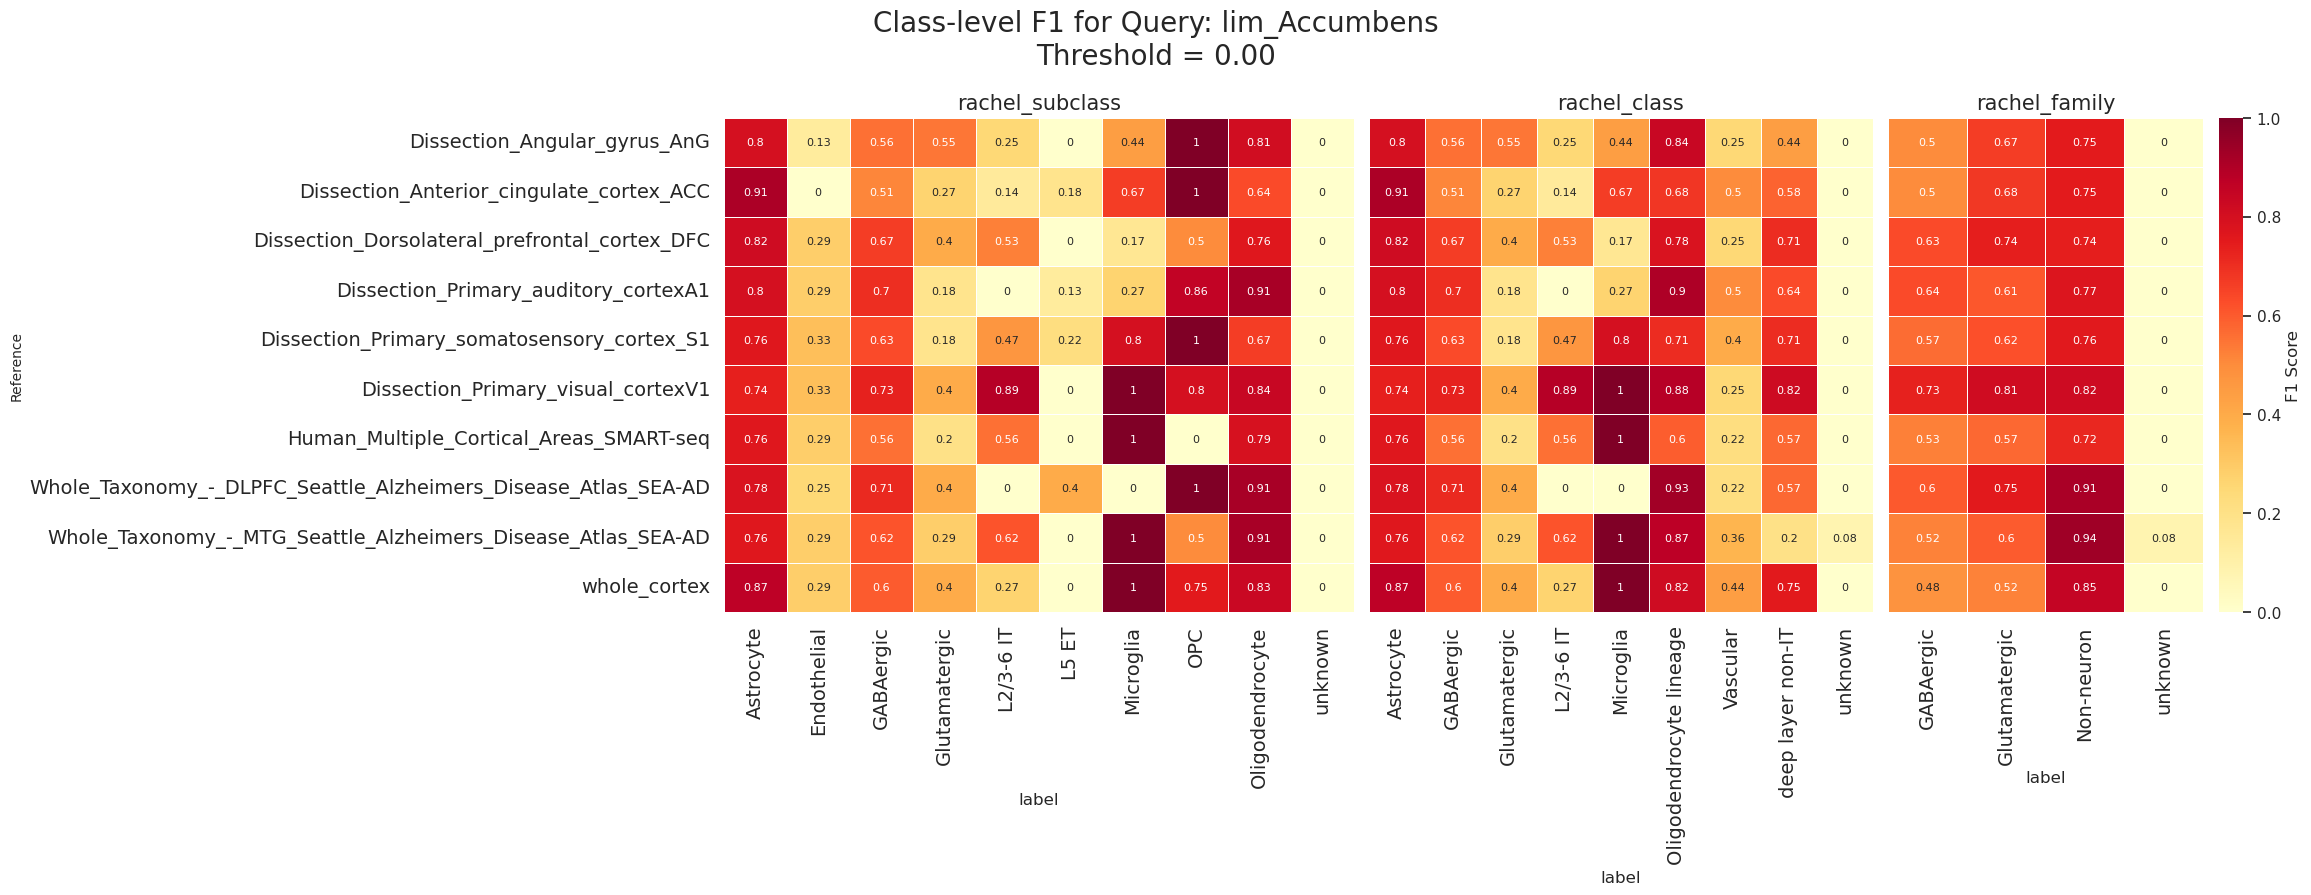 Class-level F1 for Query: lim_Accumbens
Threshold = 0.00
rachel_subclass rachel_class rachel_family
Reference
Dissection_Angular_gyrus_AnG 0.8 0.13 0.56 0.55 0.25 0 0.44 1 0.81 0 0.8 0.56 0.55 0.25 0.44 0.84 0.25 0.44 0 0.5 0.67 0.75 0
Dissection_Anterior_cingulate_cortex_ACC 0.91 0 0.51 0.27 0.14 0.18 0.67 1 0.64 0 0.91 0.51 0.27 0.14 0.67 0.68 0.5 0.58 0 0.5 0.68 0.75 0
Dissection_Dorsolateral_prefrontal_cortex_DFC 0.82 0.29 0.67 0.4 0.53 0 0.17 0.5 0.76 0 0.82 0.67 0.4 0.53 0.17 0.78 0.25 0.71 0 0.63 0.74 0.74 0
Dissection_Primary_auditory_cortexA1 0.8 0.29 0.7 0.18 0 0.13 0.27 0.86 0.91 0 0.8 0.7 0.18 0 0.27 0.9 0.5 0.64 0 0.64 0.61 0.77 0
Dissection_Primary_somatosensory_cortex_S1 0.76 0.33 0.63 0.18 0.47 0.22 0.8 1 0.67 0 0.76 0.63 0.18 0.47 0.8 0.71 0.4 0.71 0 0.57 0.62 0.76 0
Dissection_Primary_visual_cortexV1 0.74 0.33 0.73 0.4 0.89 0 1 0.8 0.84 0 0.74 0.73 0.4 0.89 1 0.88 0.25 0.82 0 0.73 0.81 0.82 0
Human_Multiple_Cortical_Areas_SMART-seq 0.76 0.29 0.56 0.2 0.56 0 1 0 0.79 0 0.76 0.56 0.2 0.56 1 0.6 0.22 0.57 0 0.53 0.57 0.72 0
Whole_Taxonomy_-_DLPFC_Seattle_Alzheimers_Disease_Atlas_SEA-AD 0.78 0.25 0.71 0.4 0 0.4 0 1 0.91 0 0.78 0.71 0.4 0 0 0.93 0.22 0.57 0 0.6 0.75 0.91 0
Whole_Taxonomy_-_MTG_Seattle_Alzheimers_Disease_Atlas_SEA-AD 0.76 0.29 0.62 0.29 0.62 0 1 0.5 0.91 0 0.76 0.62 0.29 0.62 1 0.87 0.36 0.2 0.08 0.52 0.6 0.94 0.08
whole_cortex 0.87 0.29 0.6 0.4 0.27 0 1 0.75 0.83 0 0.87 0.6 0.4 0.27 1 0.82 0.44 0.75 0 0.48 0.52 0.85 0
Astrocyte Endothelial GABAergic Glutamatergic L2/3-6 IT L5 ET Microglia OPC Oligodendrocyte unknown
label
Astrocyte GABAergic Glutamatergic L2/3-6 IT Microglia Oligodendrocyte lineage Vascular deep layer non-IT unknown
label
GABAergic Glutamatergic Non-neuron unknown
label
1.0
0.8
0.6
0.4
0.2
0.0
F1 Score